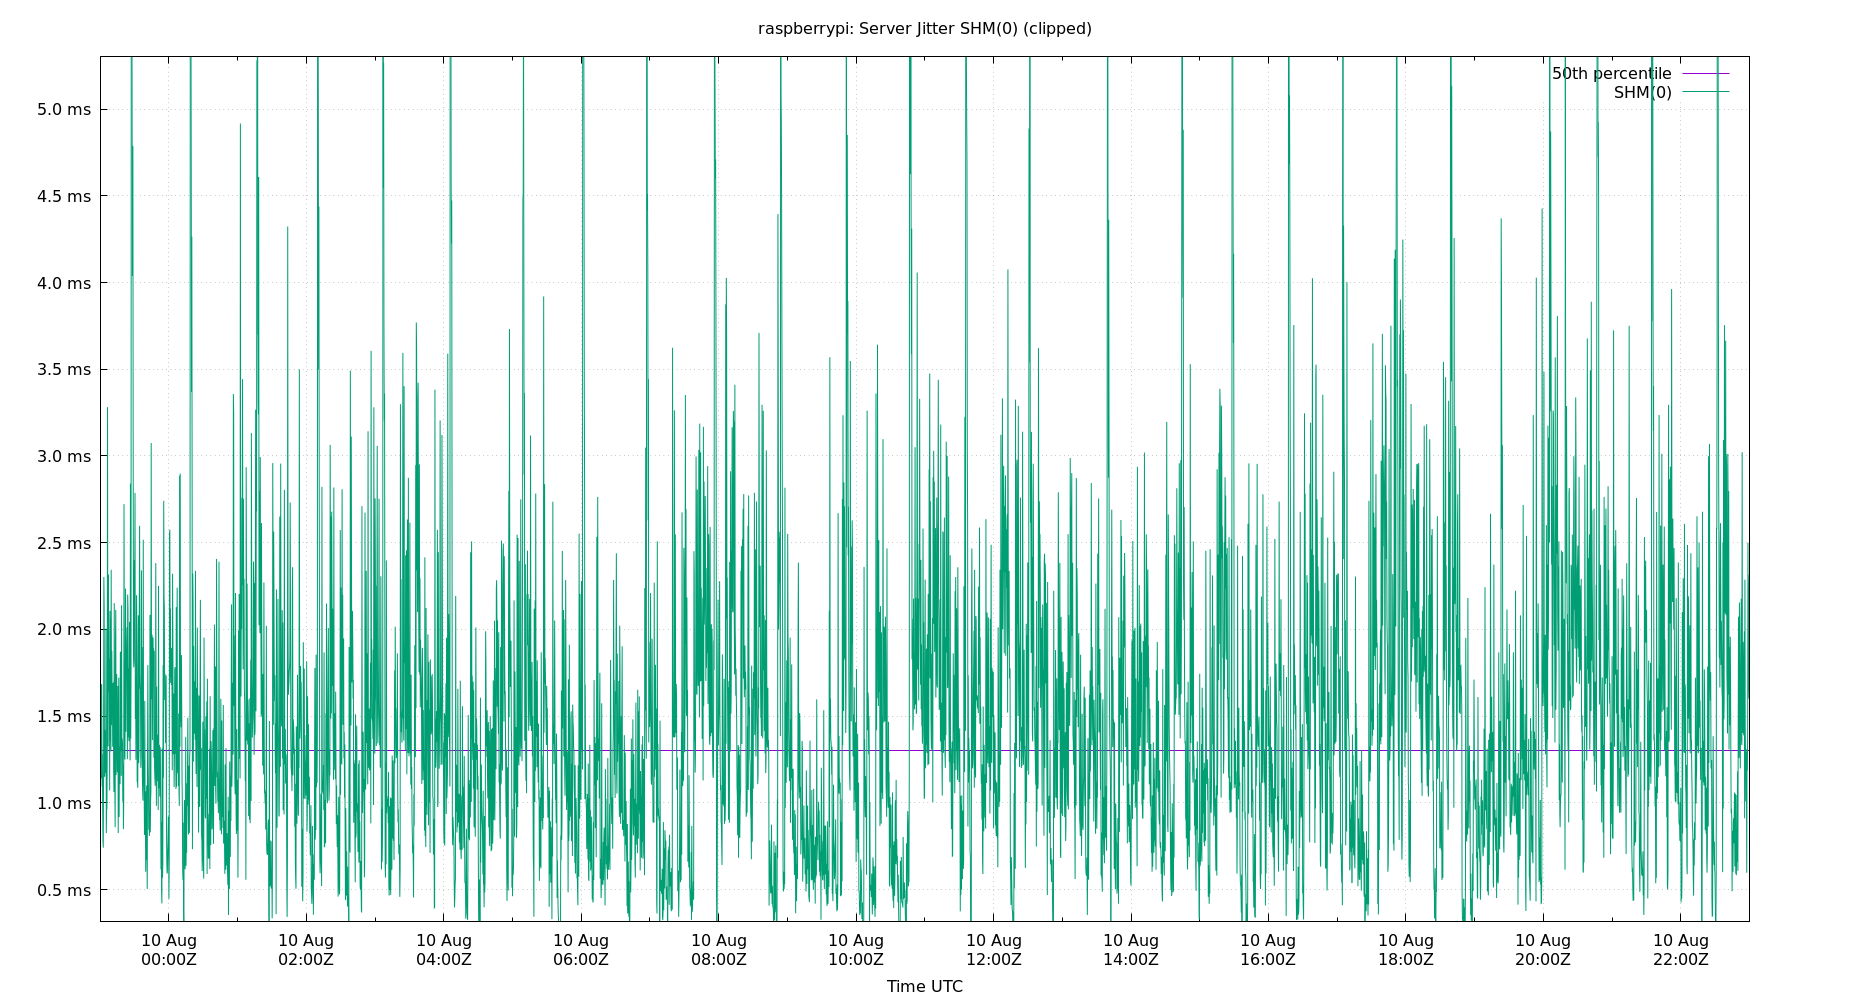 raspberrypi: Server Jitter SHM(0) (clipped)
50th percentile
SHM(0)
5.0 ms
4.5 ms
4.0 ms
3.5 ms
3.0 ms
2.5 ms
2.0 ms
1.5 ms
1.0 ms
0.5 ms
10 Aug 10 Aug 10 Aug 10 Aug 10 Aug 10 Aug 10 Aug 10 Aug 10 Aug 10 Aug 10 Aug 10 Aug
00:00Z 02:00Z 04:00Z 06:00Z 08:00Z 10:00Z 12:00Z 14:00Z 16:00Z 18:00Z 20:00Z 22:00Z
Time UTC